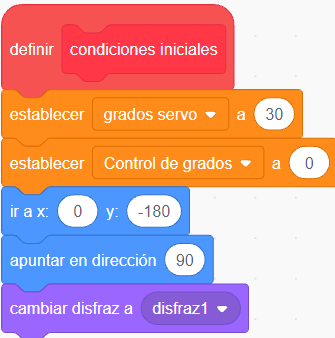 definir condiciones iniciales
establecer grados servo a 30
establecer Control de grados a 0
ir a x: 0 y: -180
apuntar en dirección 90
cambiar disfraz a disfraz1